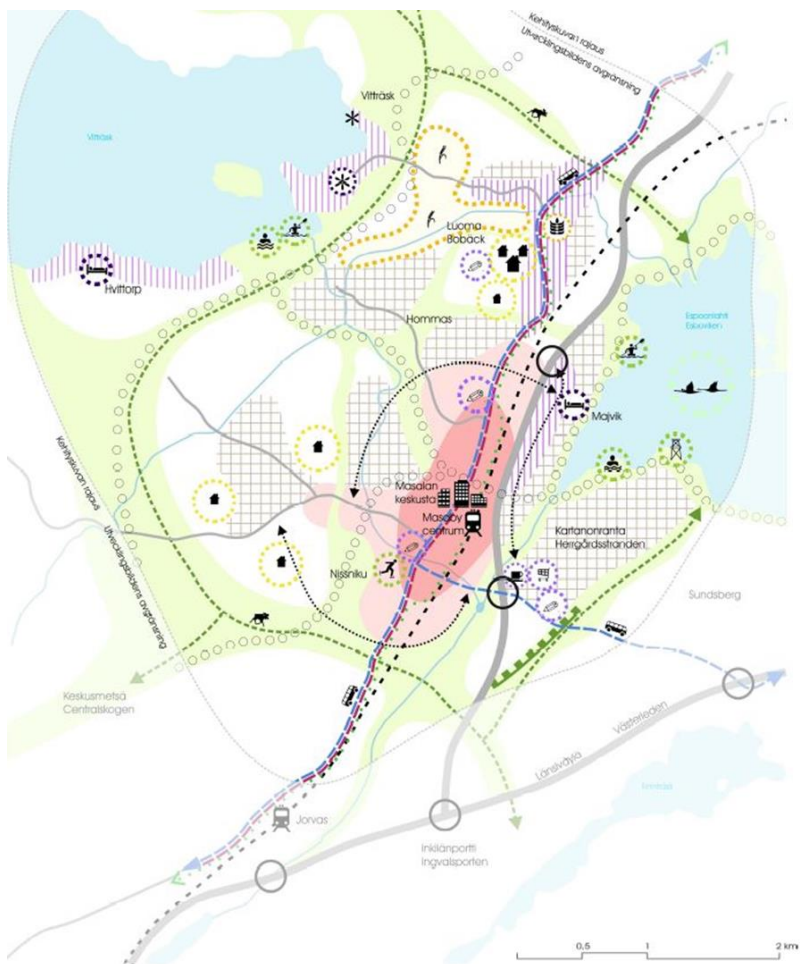 Kehityskuvan rajaus
Utvecklingsbildens avgränsning
Vitträsk
Vitträsk
Luoma
Boback
Hvittorp
Hommas
Espoonlahti
Esboviken
Majvik
Masalan
keskusta
Masaby
centrum
Kartanonranta
Herrgårdsstranden
Kehityskuvan rajaus
Utvecklingsbildens avgränsning
Nissniku
Sundsberg
Keskusmetsä
Centralskogen
Länsiväylä
Västerleden
Jorvas
Inkilänportti
Ingvalsporten
0,5
1
2 km